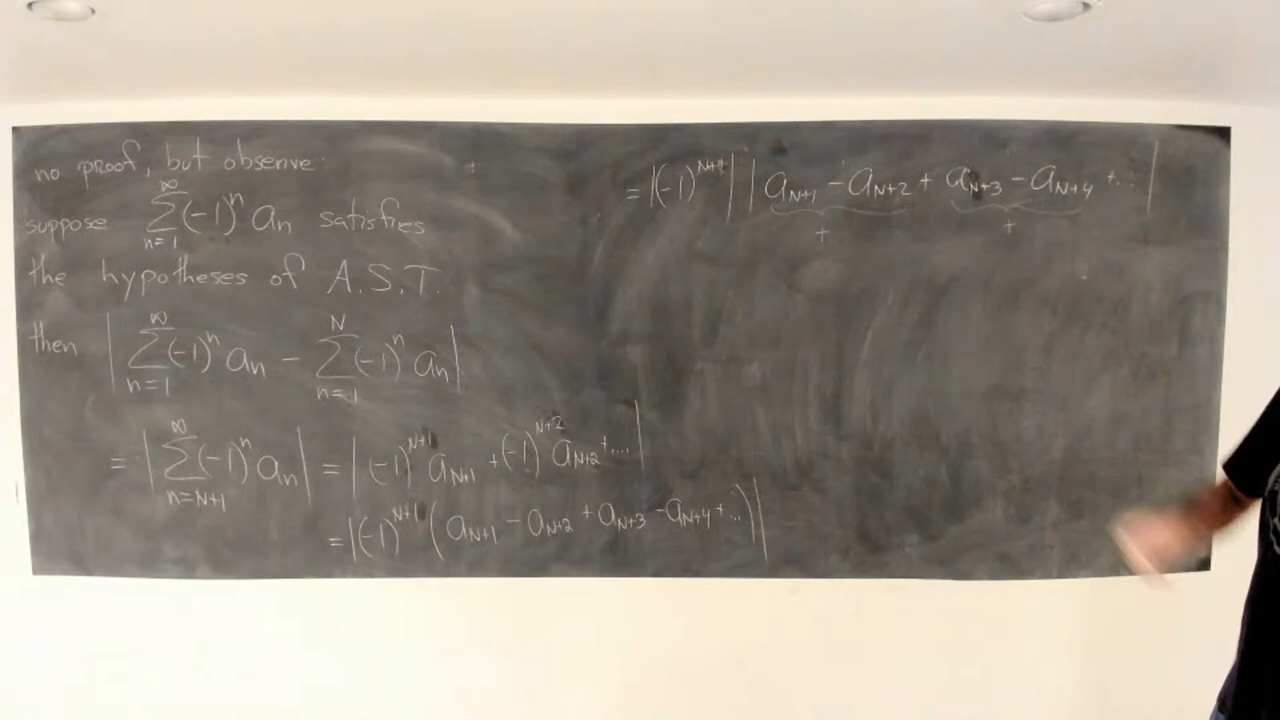 no proof, but observe:
suppose ∑_{n=1}^{∞} (-1)^n a_n satisfies
the hypotheses of A.S.T.
then | ∑_{n=1}^{∞} (-1)^n a_n - ∑_{n=1}^{N} (-1)^n a_n |
= | ∑_{n=N+1}^{∞} (-1)^n a_n | = | (-1)^{N+1} a_{N+1} + (-1)^{N+2} a_{N+2} + .... |
= | (-1)^{N+1} ( a_{N+1} - a_{N+2} + a_{N+3} - a_{N+4} + ... ) |
= | (-1)^{N+1} | | a_{N+1} - a_{N+2} + a_{N+3} - a_{N+4} + ... |
+ +